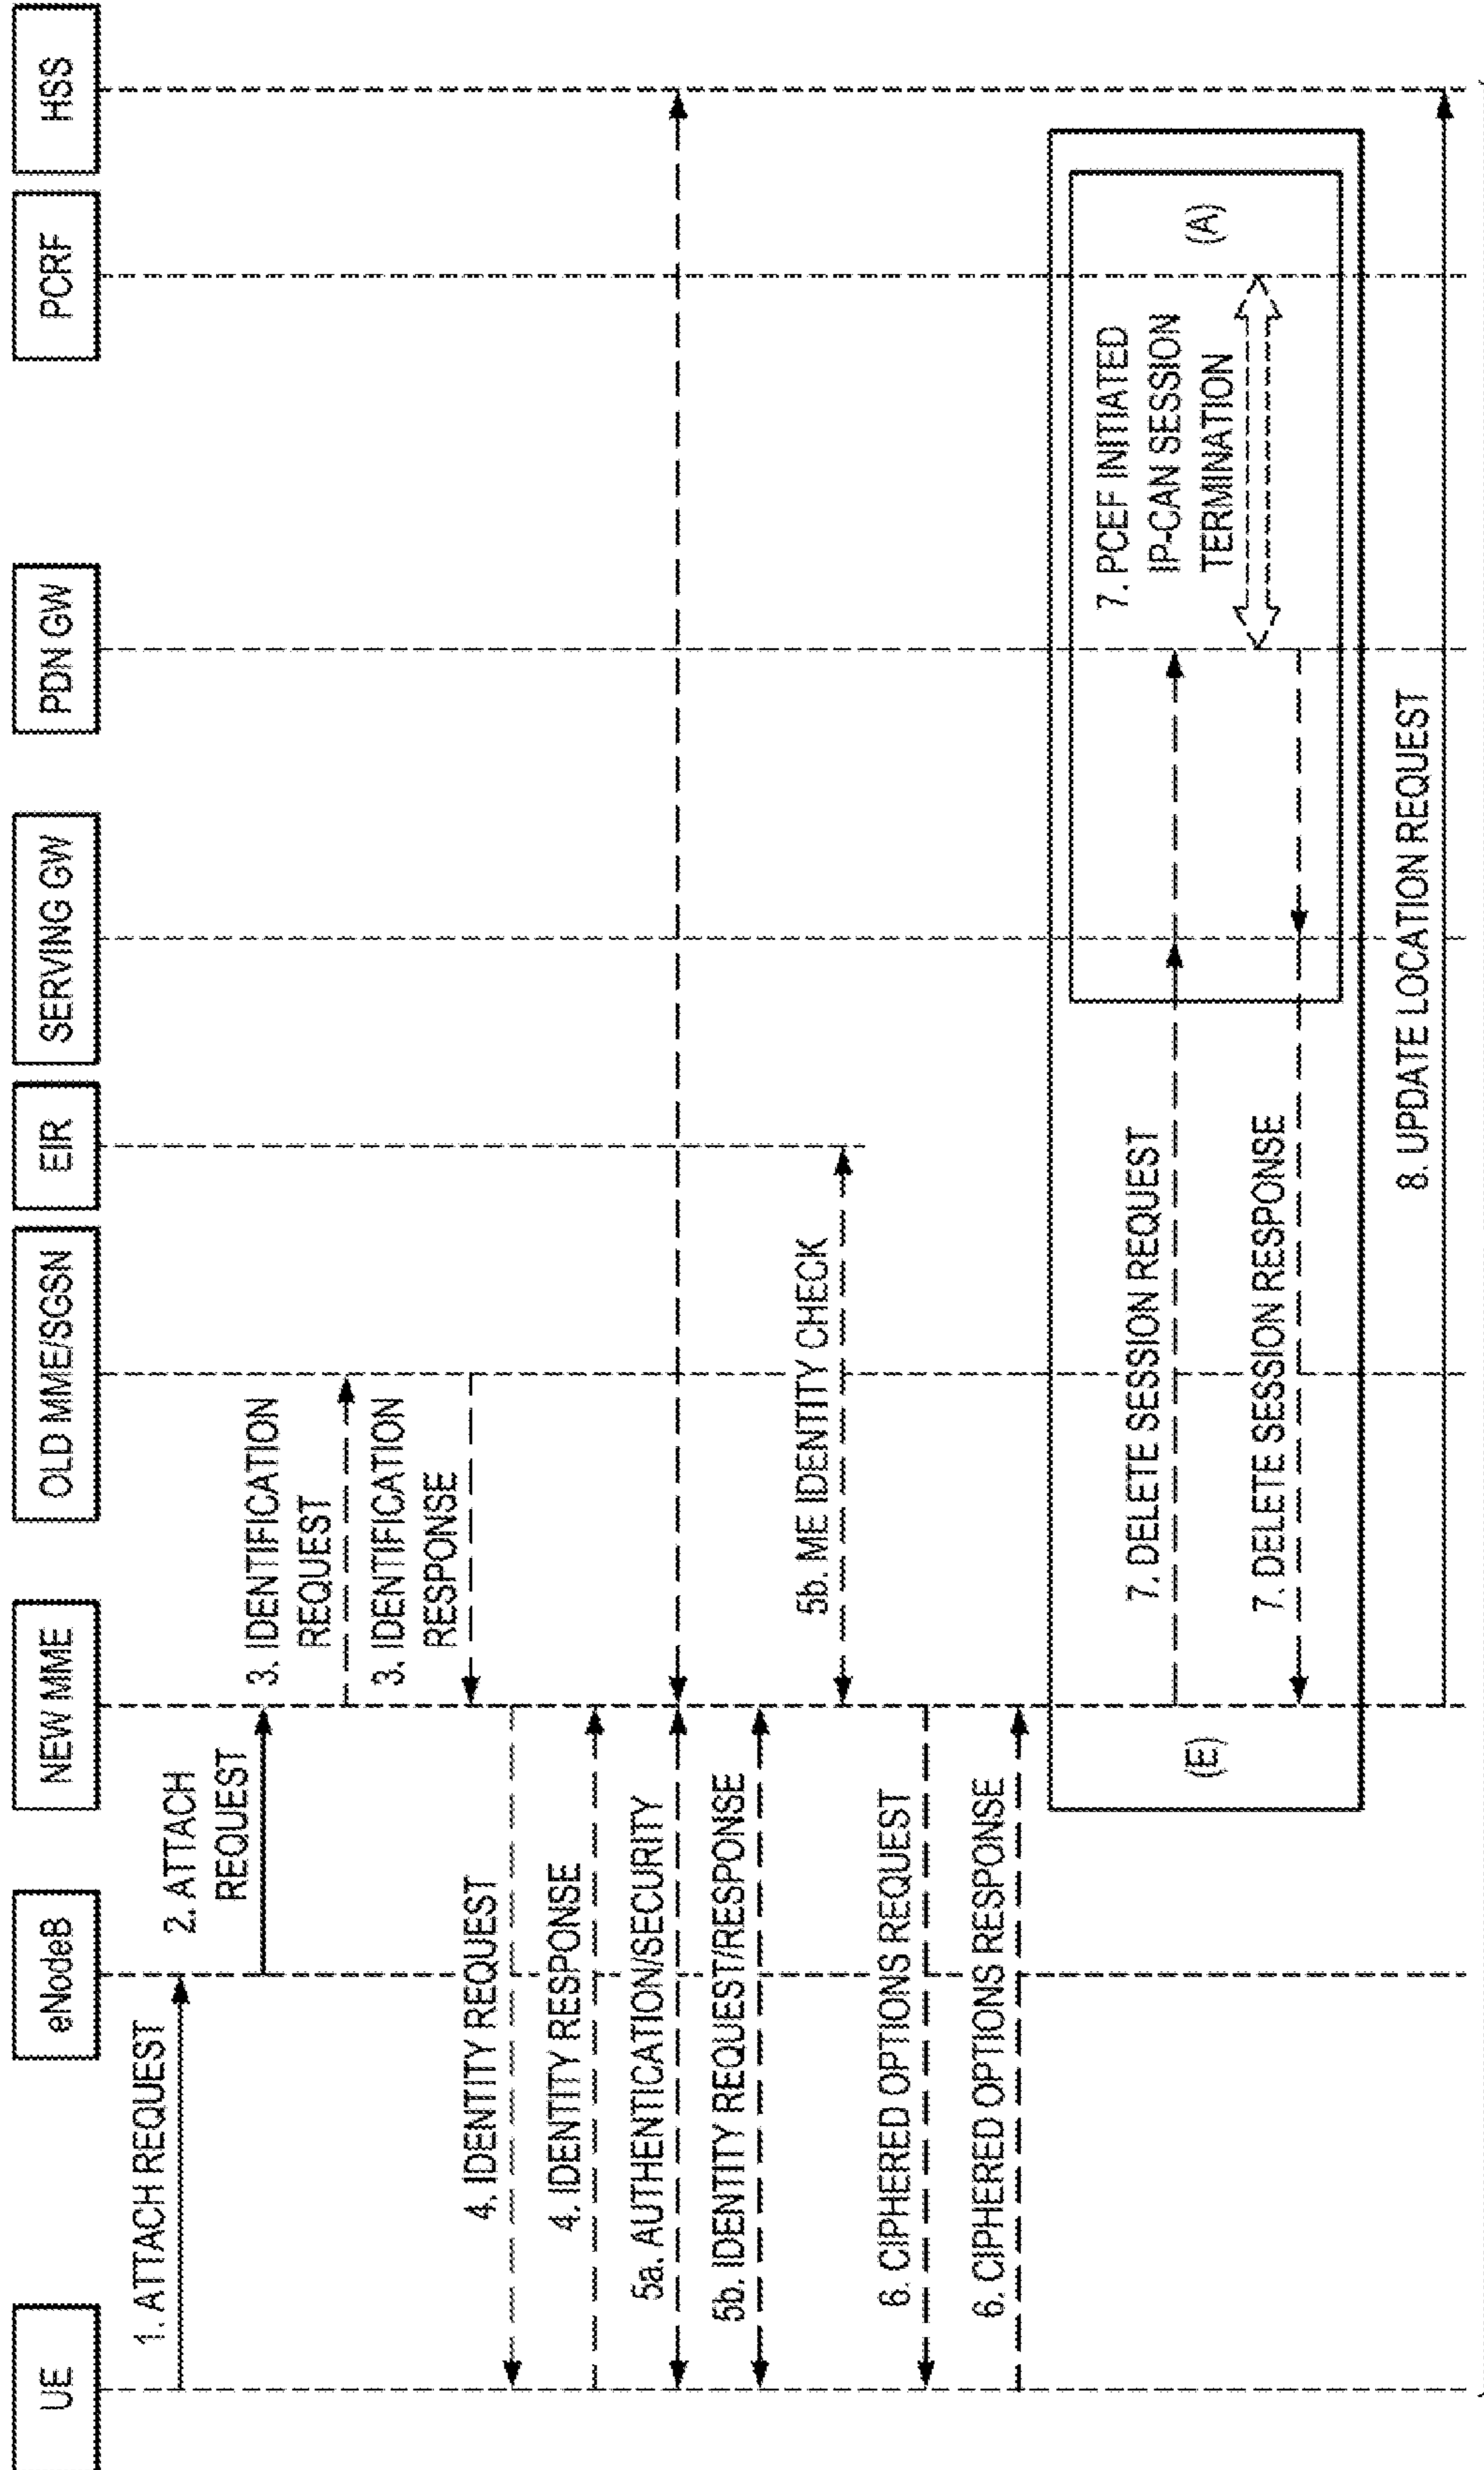 UE
eNodeB
NEW MME
OLD MME/SGSN
EIR
SERVING GW
PDN GW
PCRF
HSS
1. ATTACH REQUEST
2. ATTACH
REQUEST
3. IDENTIFICATION
REQUEST
3. IDENTIFICATION
RESPONSE
4. IDENTITY REQUEST
4. IDENTITY RESPONSE
5a. AUTHENTICATION/SECURITY
5b. IDENTITY REQUEST/RESPONSE
5b. ME IDENTITY CHECK
6. CIPHERED OPTIONS REQUEST
6. CIPHERED OPTIONS RESPONSE
7. DELETE SESSION REQUEST
7. PCEF INITIATED
IP-CAN SESSION
TERMINATION
(E)
(A)
7. DELETE SESSION RESPONSE
8. UPDATE LOCATION REQUEST